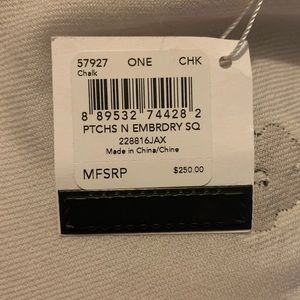 57927 ONE CHK
Chalk
8 89532 74428 2
PTCHS N EMBRDRY SQ
228816JAX
Made in China/Chine
MFSRP $250.00